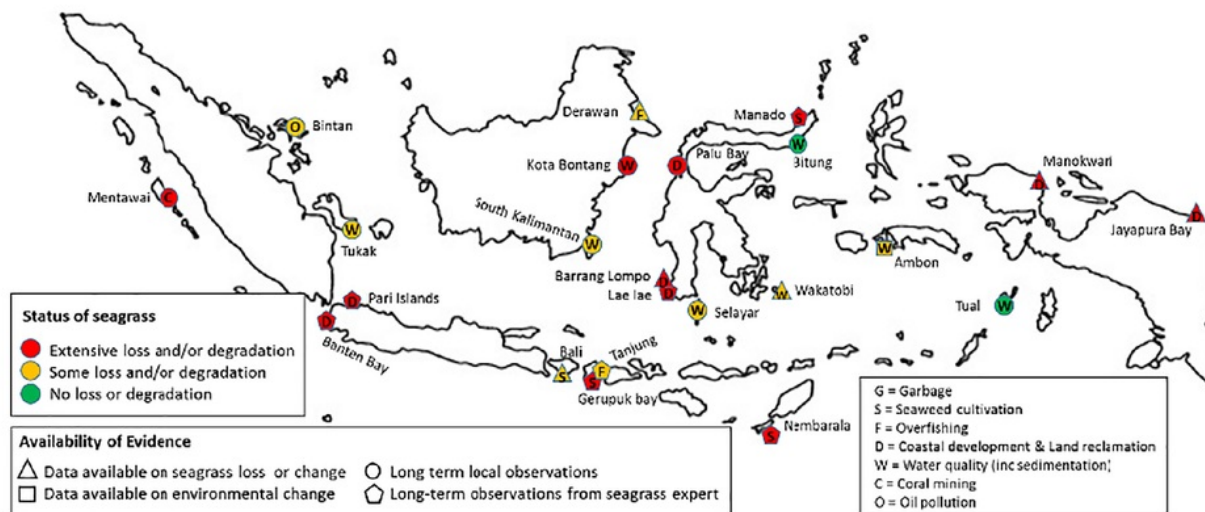 Derawan
F
Manado
S
Bintan
O
W
Bitung
Kota Bontang
W
D
Palu Bay
Manokwari
D
Mentawai
C
South Kalimantan
W
Jayapura Bay
D
W
Tukak
W
Ambon
Barrang Lompo
D
Lae lae
D
W
Wakatobi
W
Selayar
Tual
W
D
Pari Islands
D
Banten Bay
Bali
S
Tanjung
F
S
Gerupuk bay
Nembarala
S
Status of seagrass
Extensive loss and/or degradation
Some loss and/or degradation
No loss or degradation
Availability of Evidence
Data available on seagrass loss or change
Data available on environmental change
Long term local observations
Long-term observations from seagrass expert
G = Garbage
S = Seaweed cultivation
F = Overfishing
D = Coastal development & Land reclamation
W = Water quality (inc sedimentation)
C = Coral mining
O = Oil pollution